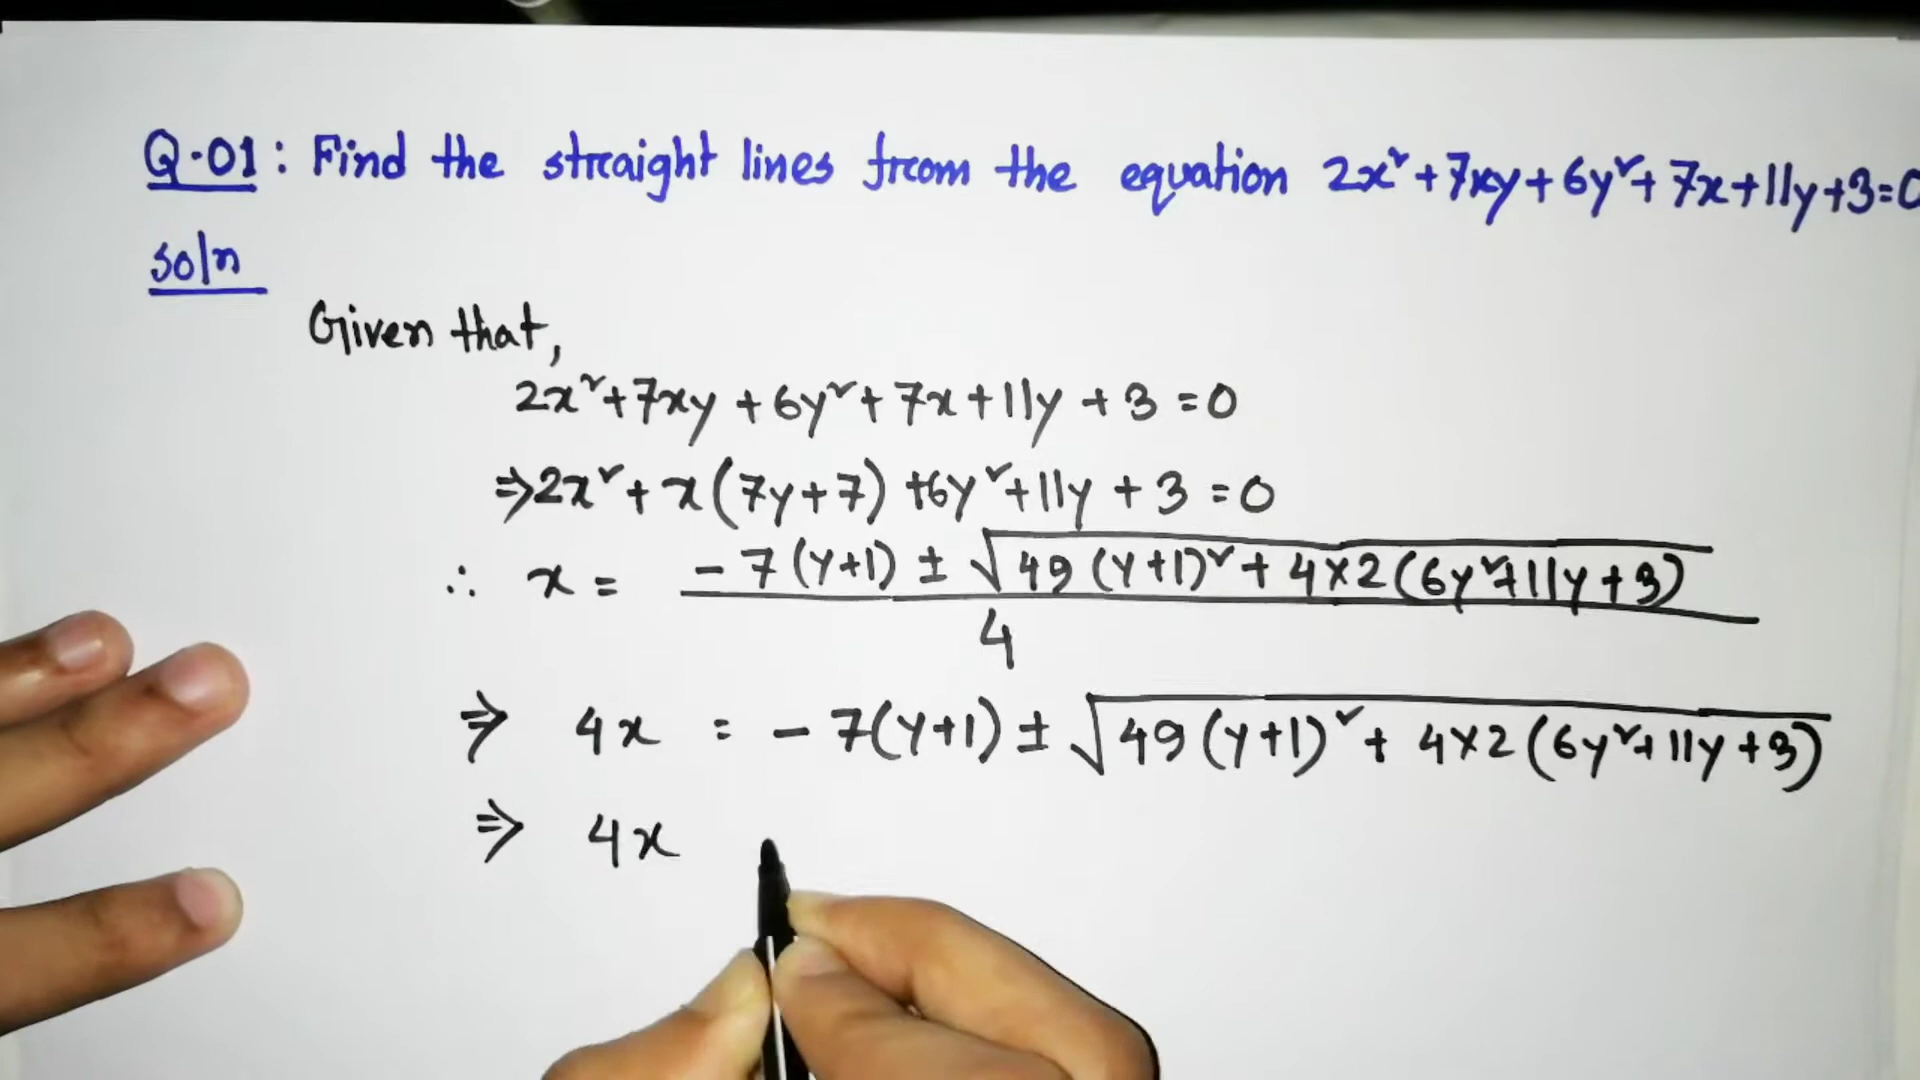 Q-01: Find the straight lines from the equation 2x² + 7xy + 6y² + 7x + 11y + 3 = 0
Soln
Given that,
2x² + 7xy + 6y² + 7x + 11y + 3 = 0
⇒ 2x² + x(7y+7) + 6y² + 11y + 3 = 0
∴ x = (-7(y+1) ± √(49(y+1)² + 4×2(6y²+11y+3))) / 4
⇒ 4x = -7(y+1) ± √(49(y+1)² + 4×2(6y²+11y+3))
⇒ 4x